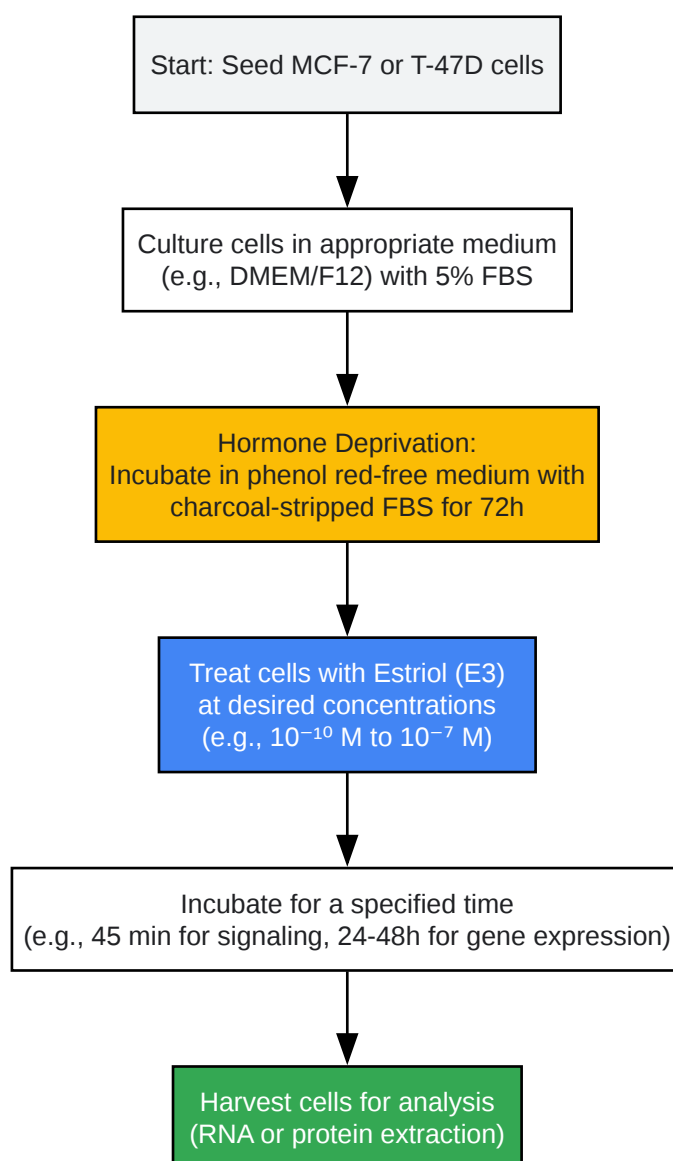 Start: Seed MCF-7 or T-47D cells
Culture cells in appropriate medium
(e.g., DMEM/F12) with 5% FBS
Hormone Deprivation:
Incubate in phenol red-free medium with
charcoal-stripped FBS for 72h
Treat cells with Estriol (E3)
at desired concentrations
(e.g., 10⁻¹⁰ M to 10⁻⁷ M)
Incubate for a specified time
(e.g., 45 min for signaling, 24-48h for gene expression)
Harvest cells for analysis
(RNA or protein extraction)